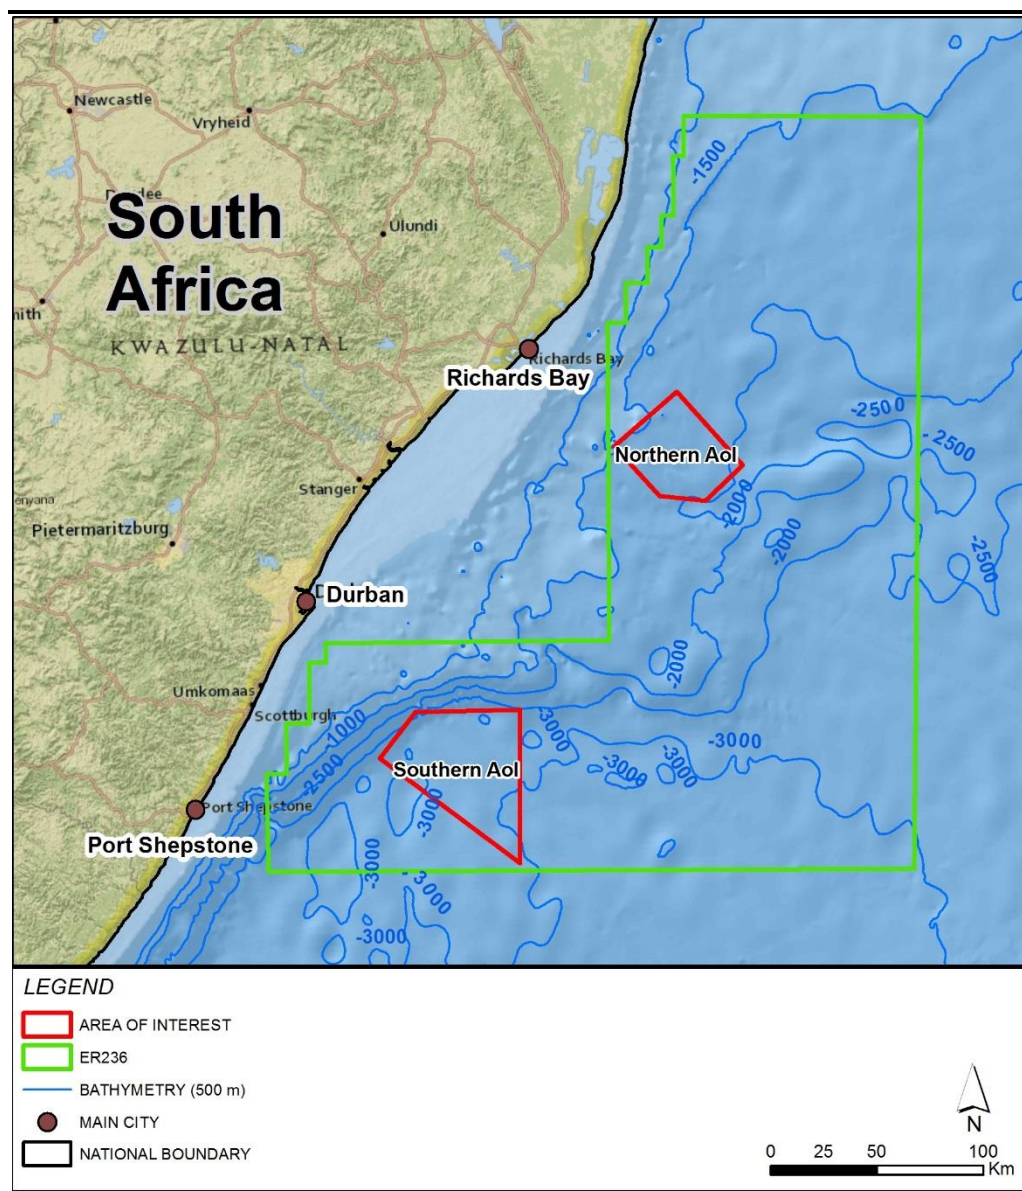 Newcastle
Vryheid
-1500
South
Africa
Ulundi
KWAZULU-NATAL
Richards Bay
Richards Bay
-2500
-2500
Northern AoI
Stanger
-2000
-2000
-2500
Pietermaritzburg
Durban
-2000
Umkomaas
Scottburgh
-1000
-3000
-3000
-2500
Southern AoI
-3000
-3000
Port Shepstone
-3000
Port Shepstone
-3000
-3000
-3000
LEGEND
AREA OF INTEREST
ER236
BATHYMETRY (500 m)
MAIN CITY
NATIONAL BOUNDARY
N
0 25 50 100
Km